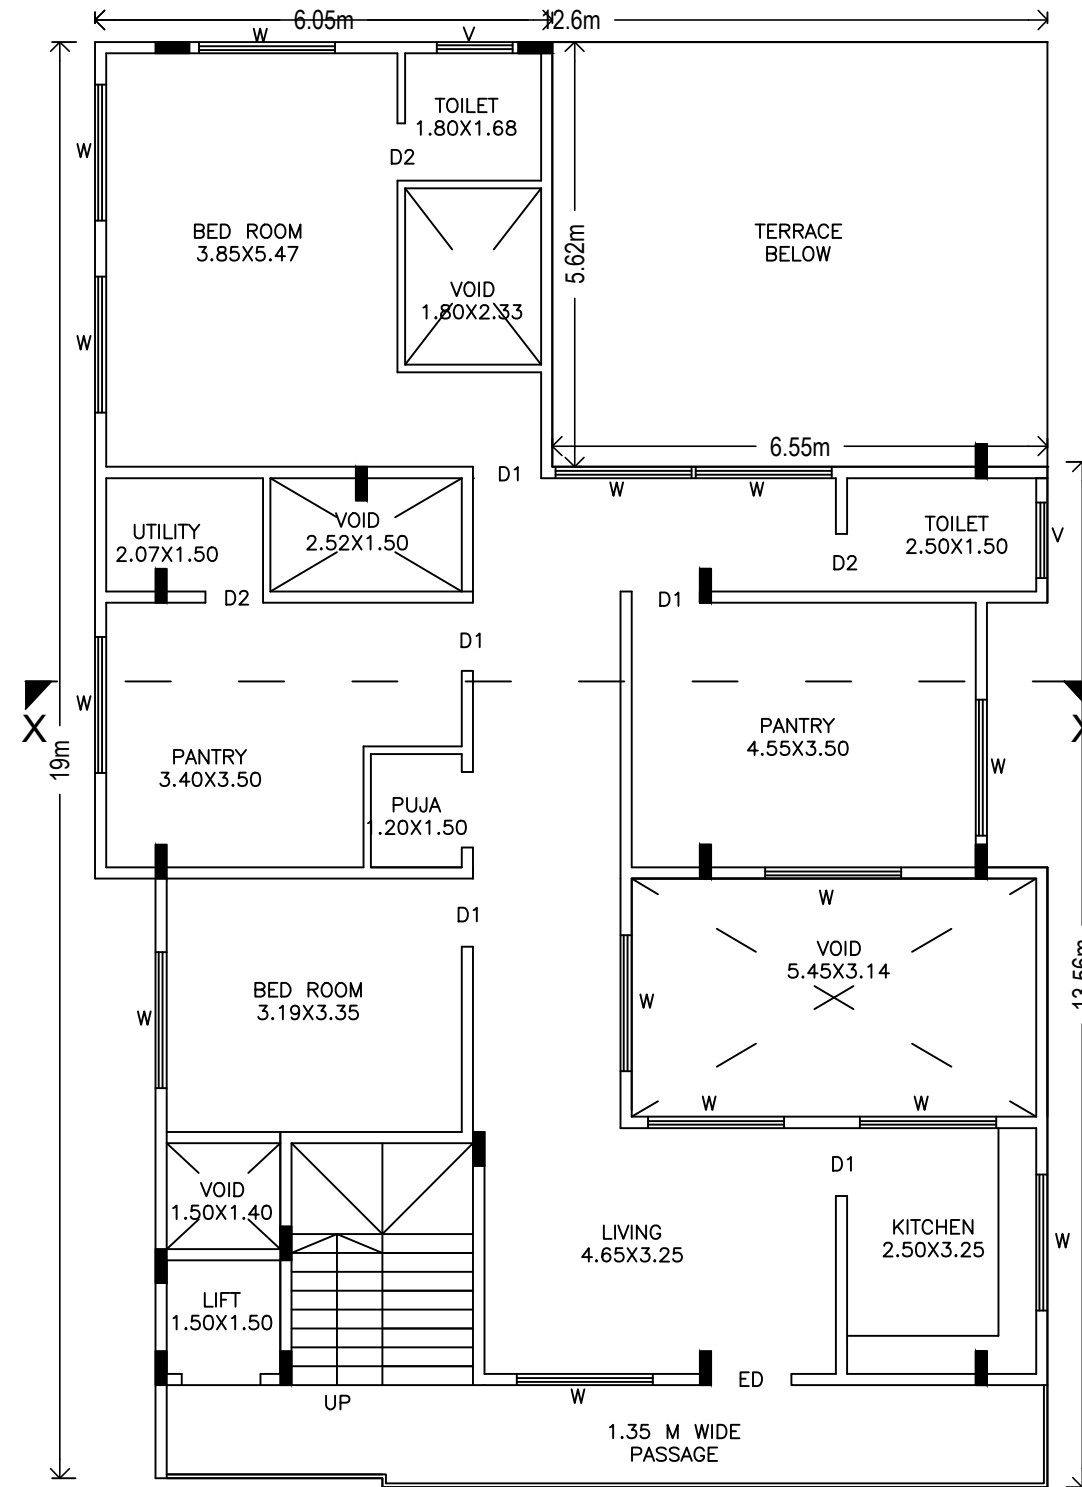 6.05m
12.6m
W
V
TOILET
1.80X1.68
W
D2
BED ROOM
3.85X5.47
TERRACE
BELOW
5.62m
VOID
1.80X2.33
W
6.55m
D1
W
W
UTILITY
2.07X1.50
VOID
2.52X1.50
TOILET
2.50X1.50
V
D2
D2
D1
D1
X
X
W
19m
PANTRY
3.40X3.50
PANTRY
4.55X3.50
W
PUJA
1.20X1.50
W
D1
VOID
5.45X3.14
13.56m
BED ROOM
3.19X3.35
W
W
W
W
D1
VOID
1.50X1.40
LIVING
4.65X3.25
KITCHEN
2.50X3.25
W
LIFT
1.50X1.50
UP
W
ED
1.35 M WIDE
PASSAGE